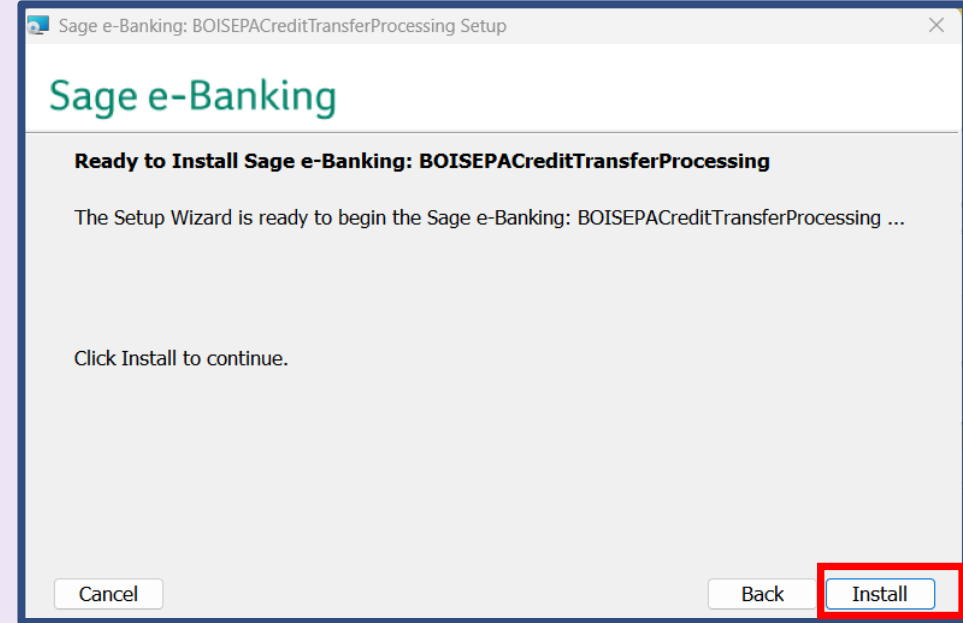 Sage e-Banking: BOISEPACreditTransferProcessing Setup
Sage e-Banking
Ready to Install Sage e-Banking: BOISEPACreditTransferProcessing
The Setup Wizard is ready to begin the Sage e-Banking: BOISEPACreditTransferProcessing ...
Click Install to continue.
Cancel Back Install